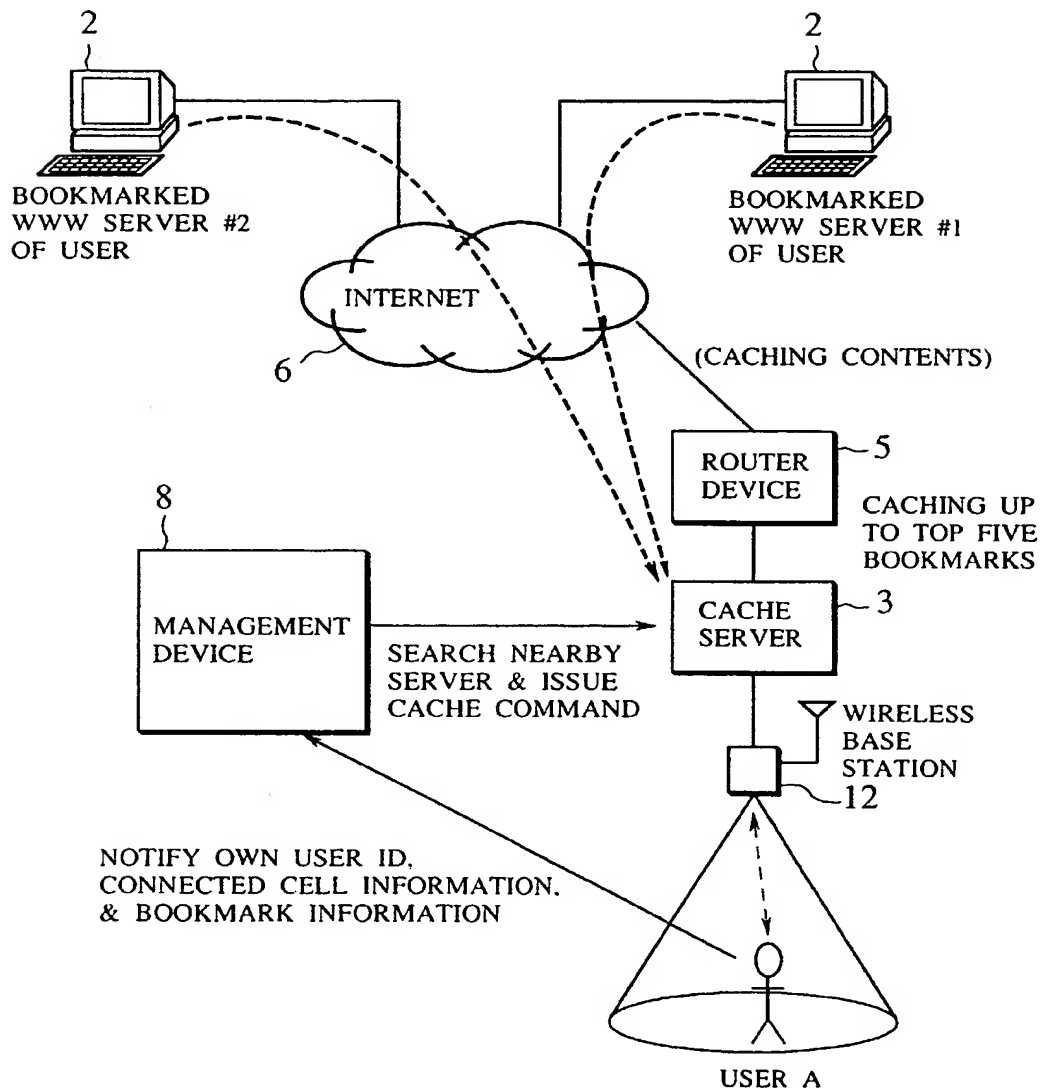 2
2
BOOKMARKED
WWW SERVER #2
OF USER
BOOKMARKED
WWW SERVER #1
OF USER
INTERNET
6
(CACHING CONTENTS)
ROUTER
DEVICE
5
CACHING UP
TO TOP FIVE
BOOKMARKS
8
MANAGEMENT
DEVICE
SEARCH NEARBY
SERVER & ISSUE
CACHE COMMAND
CACHE
SERVER
3
WIRELESS
BASE
STATION
12
NOTIFY OWN USER ID,
CONNECTED CELL INFORMATION,
& BOOKMARK INFORMATION
USER A